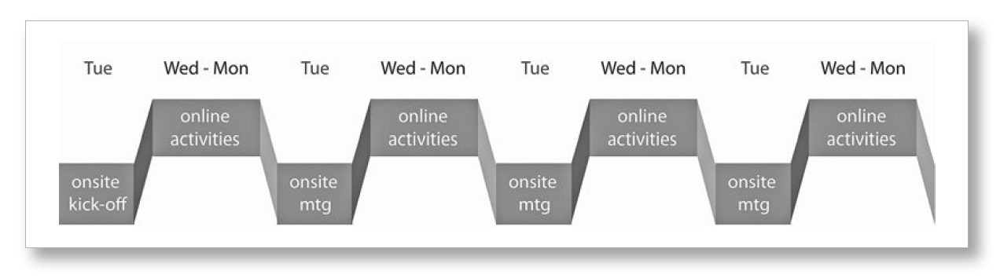 Tue Wed - Mon Tue Wed - Mon Tue Wed - Mon Tue Wed - Mon
online activities
online activities
online activities
online activities
onsite kick-off
onsite mtg
onsite mtg
onsite mtg